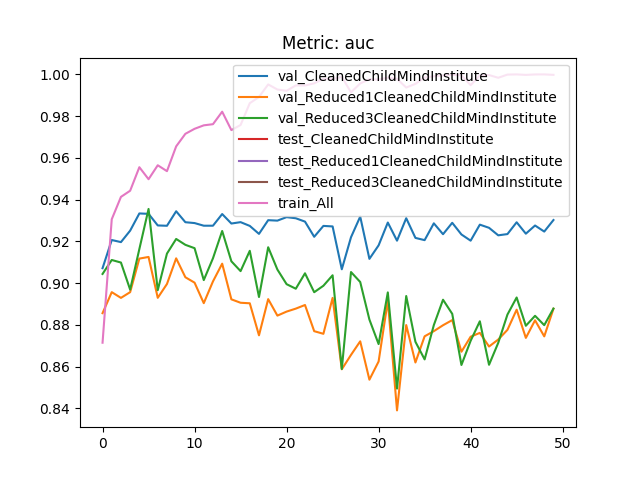 Metric: auc
1.00
0.98
0.96
0.94
0.92
0.90
0.88
0.86
0.84
val_CleanedChildMindInstitute
val_Reduced1CleanedChildMindInstitute
val_Reduced3CleanedChildMindInstitute
test_CleanedChildMindInstitute
test_Reduced1CleanedChildMindInstitute
test_Reduced3CleanedChildMindInstitute
train_All
0 10 20 30 40 50